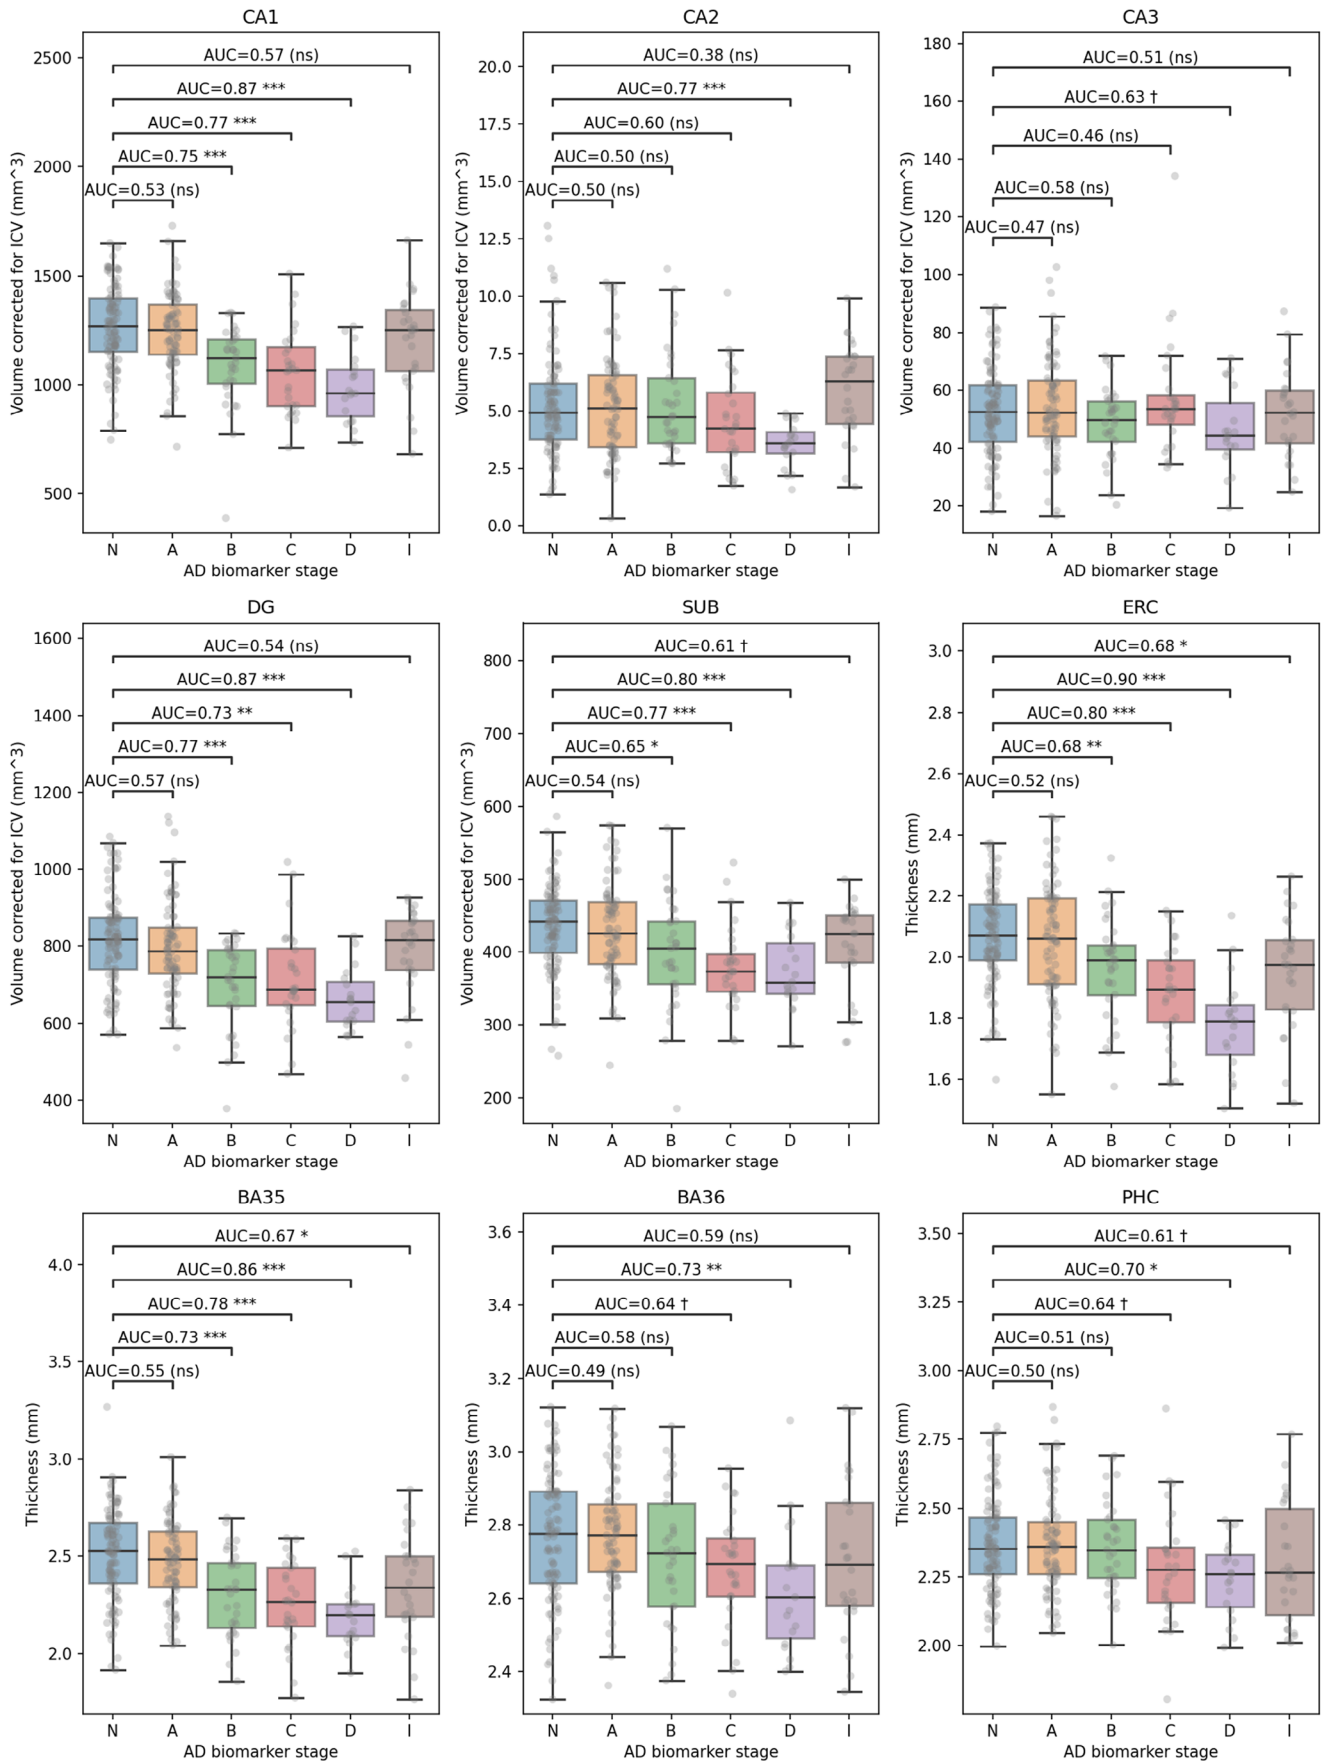 CA1
AUC=0.57 (ns)
AUC=0.87 ***
AUC=0.77 ***
AUC=0.75 ***
AUC=0.53 (ns)
2500
2000
1500
1000
500
Volume corrected for ICV (mm^3)
N A B C D I
AD biomarker stage
CA2
AUC=0.38 (ns)
AUC=0.77 ***
AUC=0.60 (ns)
AUC=0.50 (ns)
AUC=0.50 (ns)
20.0
17.5
15.0
12.5
10.0
7.5
5.0
2.5
0.0
Volume corrected for ICV (mm^3)
N A B C D I
AD biomarker stage
CA3
AUC=0.51 (ns)
AUC=0.63 †
AUC=0.46 (ns)
AUC=0.58 (ns)
AUC=0.47 (ns)
180
160
140
120
100
80
60
40
20
Volume corrected for ICV (mm^3)
N A B C D I
AD biomarker stage
DG
AUC=0.54 (ns)
AUC=0.87 ***
AUC=0.73 **
AUC=0.77 ***
AUC=0.57 (ns)
1600
1400
1200
1000
800
600
400
Volume corrected for ICV (mm^3)
N A B C D I
AD biomarker stage
SUB
AUC=0.61 †
AUC=0.80 ***
AUC=0.77 ***
AUC=0.65 *
AUC=0.54 (ns)
800
700
600
500
400
300
200
Volume corrected for ICV (mm^3)
N A B C D I
AD biomarker stage
ERC
AUC=0.68 *
AUC=0.90 ***
AUC=0.80 ***
AUC=0.68 **
AUC=0.52 (ns)
3.0
2.8
2.6
2.4
2.2
2.0
1.8
1.6
Thickness (mm)
N A B C D I
AD biomarker stage
BA35
AUC=0.67 *
AUC=0.86 ***
AUC=0.78 ***
AUC=0.73 ***
AUC=0.55 (ns)
4.0
3.5
3.0
2.5
2.0
Thickness (mm)
N A B C D I
AD biomarker stage
BA36
AUC=0.59 (ns)
AUC=0.73 **
AUC=0.64 †
AUC=0.58 (ns)
AUC=0.49 (ns)
3.6
3.4
3.2
3.0
2.8
2.6
2.4
Thickness (mm)
N A B C D I
AD biomarker stage
PHC
AUC=0.61 †
AUC=0.70 *
AUC=0.64 †
AUC=0.51 (ns)
AUC=0.50 (ns)
3.50
3.25
3.00
2.75
2.50
2.25
2.00
Thickness (mm)
N A B C D I
AD biomarker stage